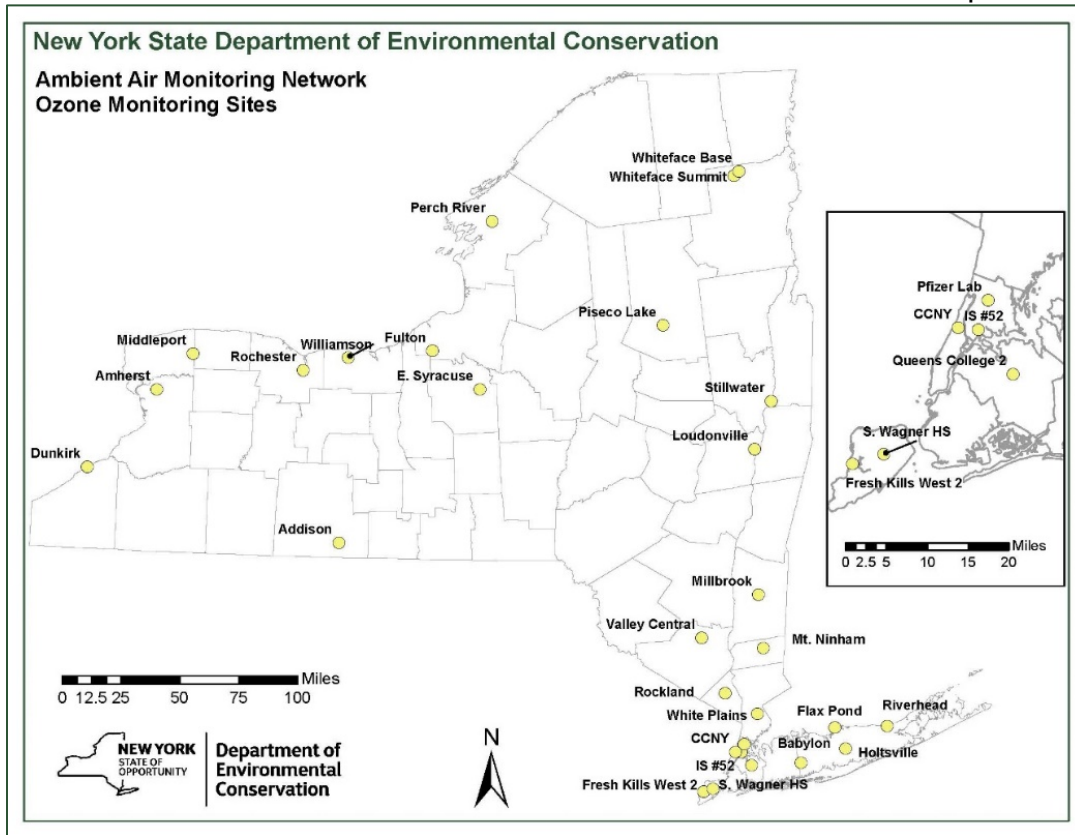 New York State Department of Environmental Conservation
Ambient Air Monitoring Network
Ozone Monitoring Sites
Whiteface Base
Whiteface Summit
Perch River
Piseco Lake
Middleport
Rochester
Williamson
Fulton
Amherst
E. Syracuse
Stillwater
Dunkirk
Loudonville
Addison
Millbrook
Valley Central
Mt. Ninham
Rockland
White Plains
Flax Pond
Riverhead
CCNY
Babylon
Holtsville
IS #52
Fresh Kills West 2
S. Wagner HS
Pfizer Lab
CCNY
IS #52
Queens College 2
S. Wagner HS
Fresh Kills West 2
Miles
0 2.5 5 10 15 20
Miles
0 12.5 25 50 75 100
N
NEW YORK
STATE OF
OPPORTUNITY
Department of
Environmental
Conservation